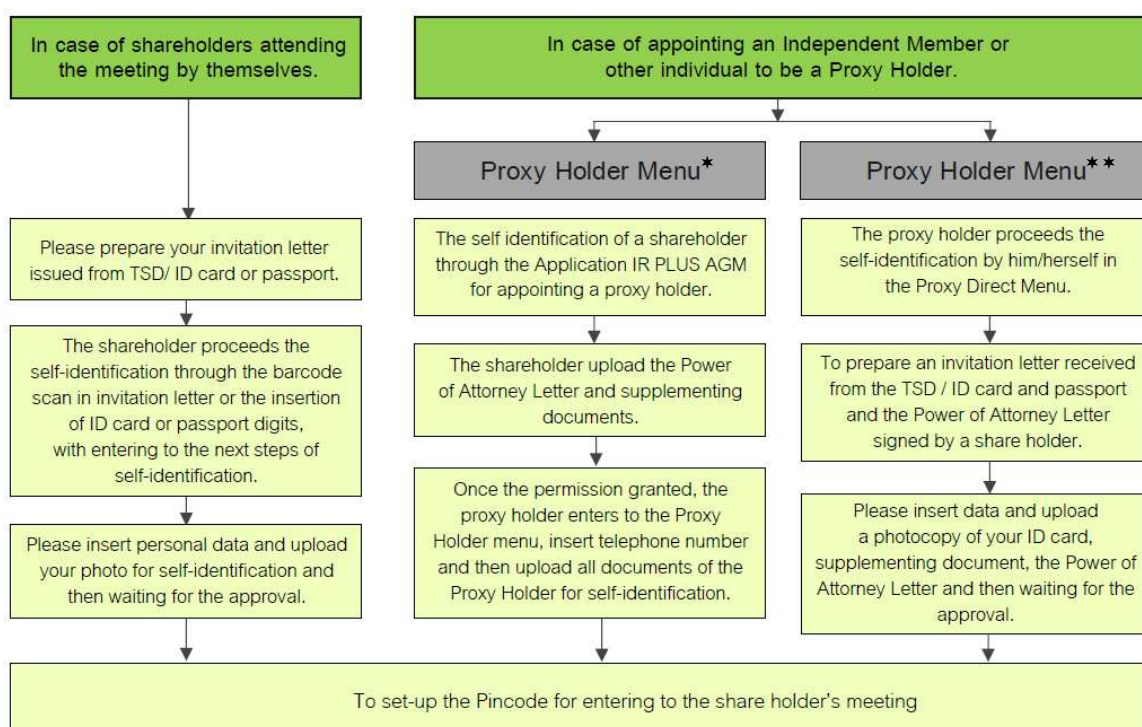 In case of shareholders attending
the meeting by themselves.
In case of appointing an Independent Member or
other individual to be a Proxy Holder.
Proxy Holder Menu★
Proxy Holder Menu★★
Please prepare your invitation letter
issued from TSD/ ID card or passport.
The shareholder proceeds the
self-identification through the barcode
scan in invitation letter or the insertion
of ID card or passport digits,
with entering to the next steps of
self-identification.
Please insert personal data and upload
your photo for self-identification and
then waiting for the approval.
The self identification of a shareholder
through the Application IR PLUS AGM
for appointing a proxy holder.
The shareholder upload the Power
of Attorney Letter and supplementing
documents.
Once the permission granted, the
proxy holder enters to the Proxy
Holder menu, insert telephone number
and then upload all documents of the
Proxy Holder for self-identification.
The proxy holder proceeds the
self-identification by him/herself in
the Proxy Direct Menu.
To prepare an invitation letter received
from the TSD / ID card and passport
and the Power of Attorney Letter
signed by a share holder.
Please insert data and upload
a photocopy of your ID card,
supplementing document, the Power of
Attorney Letter and then waiting for the
approval.
To set-up the Pincode for entering to the share holder's meeting